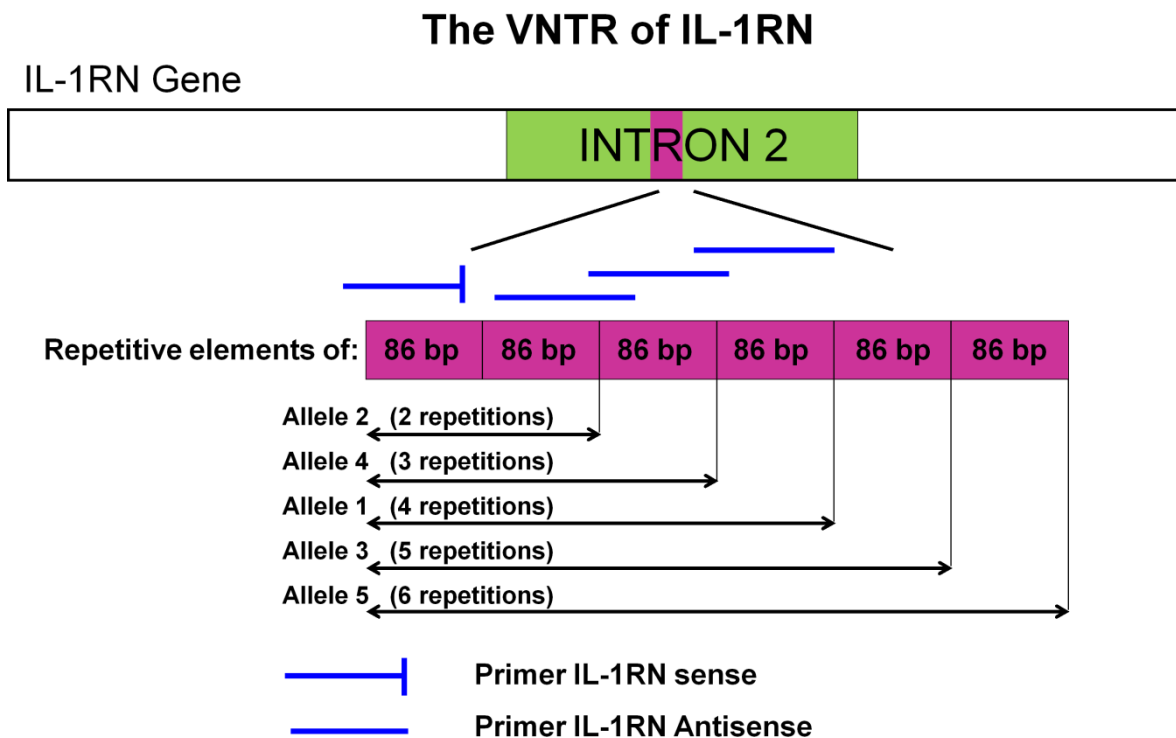 The VNTR of IL-1RN
IL-1RN Gene
INTRON 2
Repetitive elements of: 86 bp 86 bp 86 bp 86 bp 86 bp 86 bp
Allele 2 (2 repetitions)
Allele 4 (3 repetitions)
Allele 1 (4 repetitions)
Allele 3 (5 repetitions)
Allele 5 (6 repetitions)
Primer IL-1RN sense
Primer IL-1RN Antisense